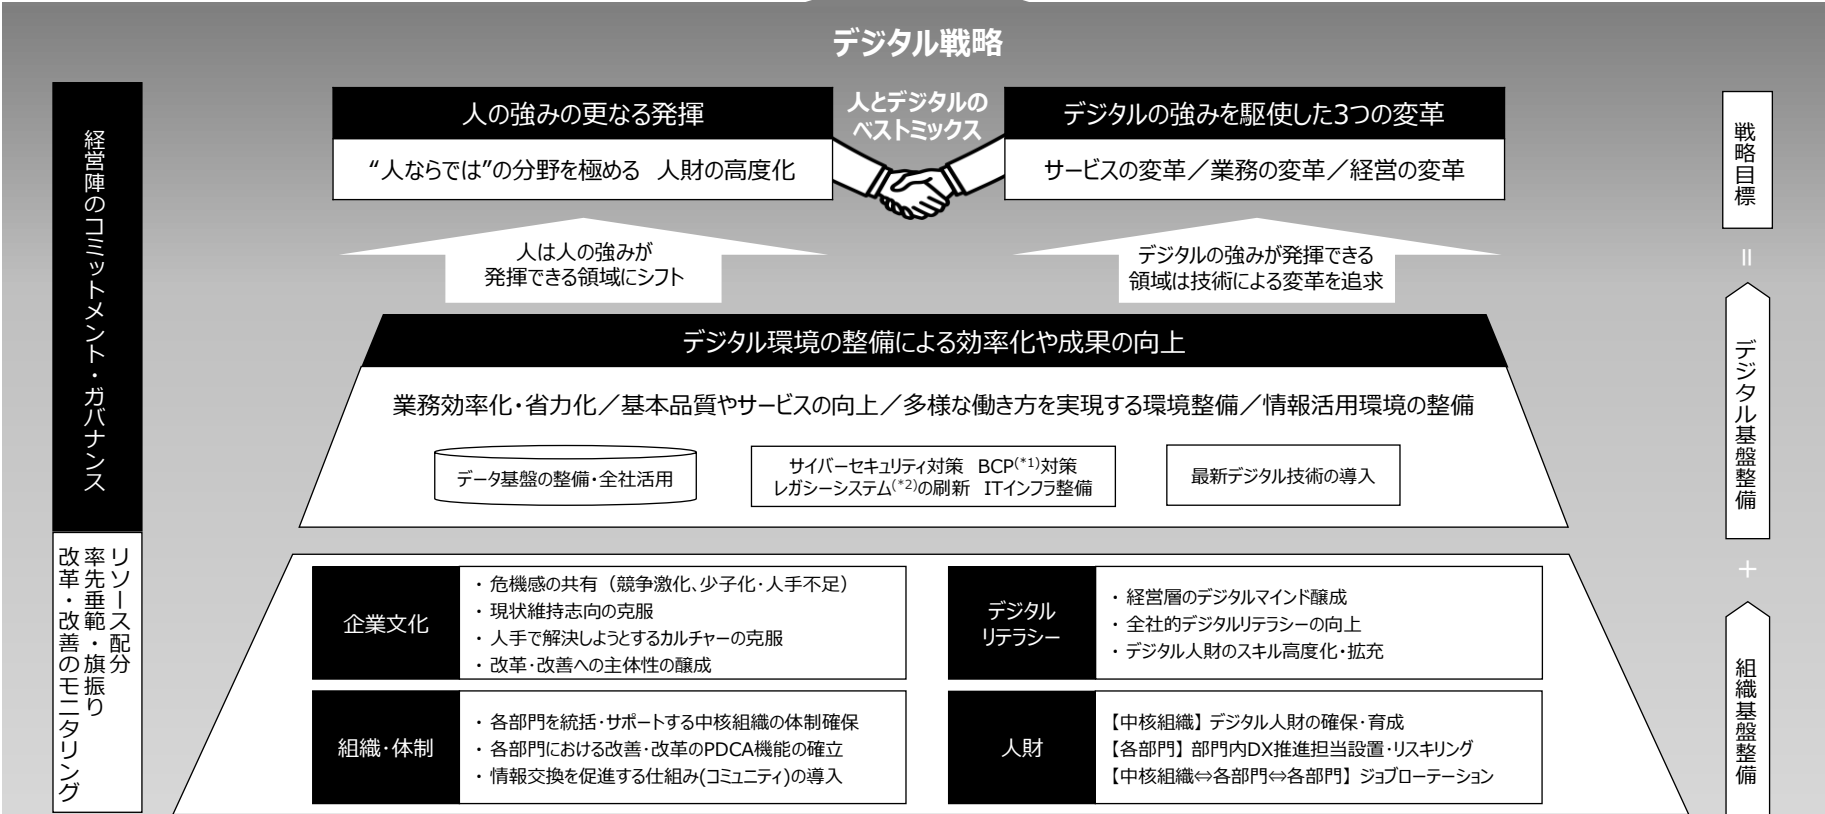 デジタル戦略
経営陣のコミットメント・ガバナンス
リソース配分
率先垂範・旗振り
改革・改善のモニタリング
人の強みの更なる発揮
“人ならでは”の分野を極める 人財の高度化
人とデジタルの
ベストミックス
デジタルの強みを駆使した3つの変革
サービスの変革／業務の変革／経営の変革
人は人の強みが
発揮できる領域にシフト
デジタルの強みが発揮できる
領域は技術による変革を追求
デジタル環境の整備による効率化や成果の向上
業務効率化・省力化／基本品質やサービスの向上／多様な働き方を実現する環境整備／情報活用環境の整備
データ基盤の整備・全社活用
サイバーセキュリティ対策 BCP(*1)対策
レガシーシステム(*2)の刷新 ITインフラ整備
最新デジタル技術の導入
企業文化
・ 危機感の共有（競争激化、少子化・人手不足）
・ 現状維持志向の克服
・ 人手で解決しようとするカルチャーの克服
・ 改革・改善への主体性の醸成
デジタル
リテラシー
・ 経営層のデジタルマインド醸成
・ 全社的デジタルリテラシーの向上
・ デジタル人財のスキル高度化・拡充
組織・体制
・ 各部門を統括・サポートする中核組織の体制確保
・ 各部門における改善・改革のPDCA機能の確立
・ 情報交換を促進する仕組み(コミュニティ)の導入
人財
【中核組織】 デジタル人財の確保・育成
【各部門】 部門内DX推進担当設置・リスキリング
【中核組織⇔各部門⇔各部門】 ジョブローテーション
戦略目標
＝
デジタル基盤整備
＋
組織基盤整備